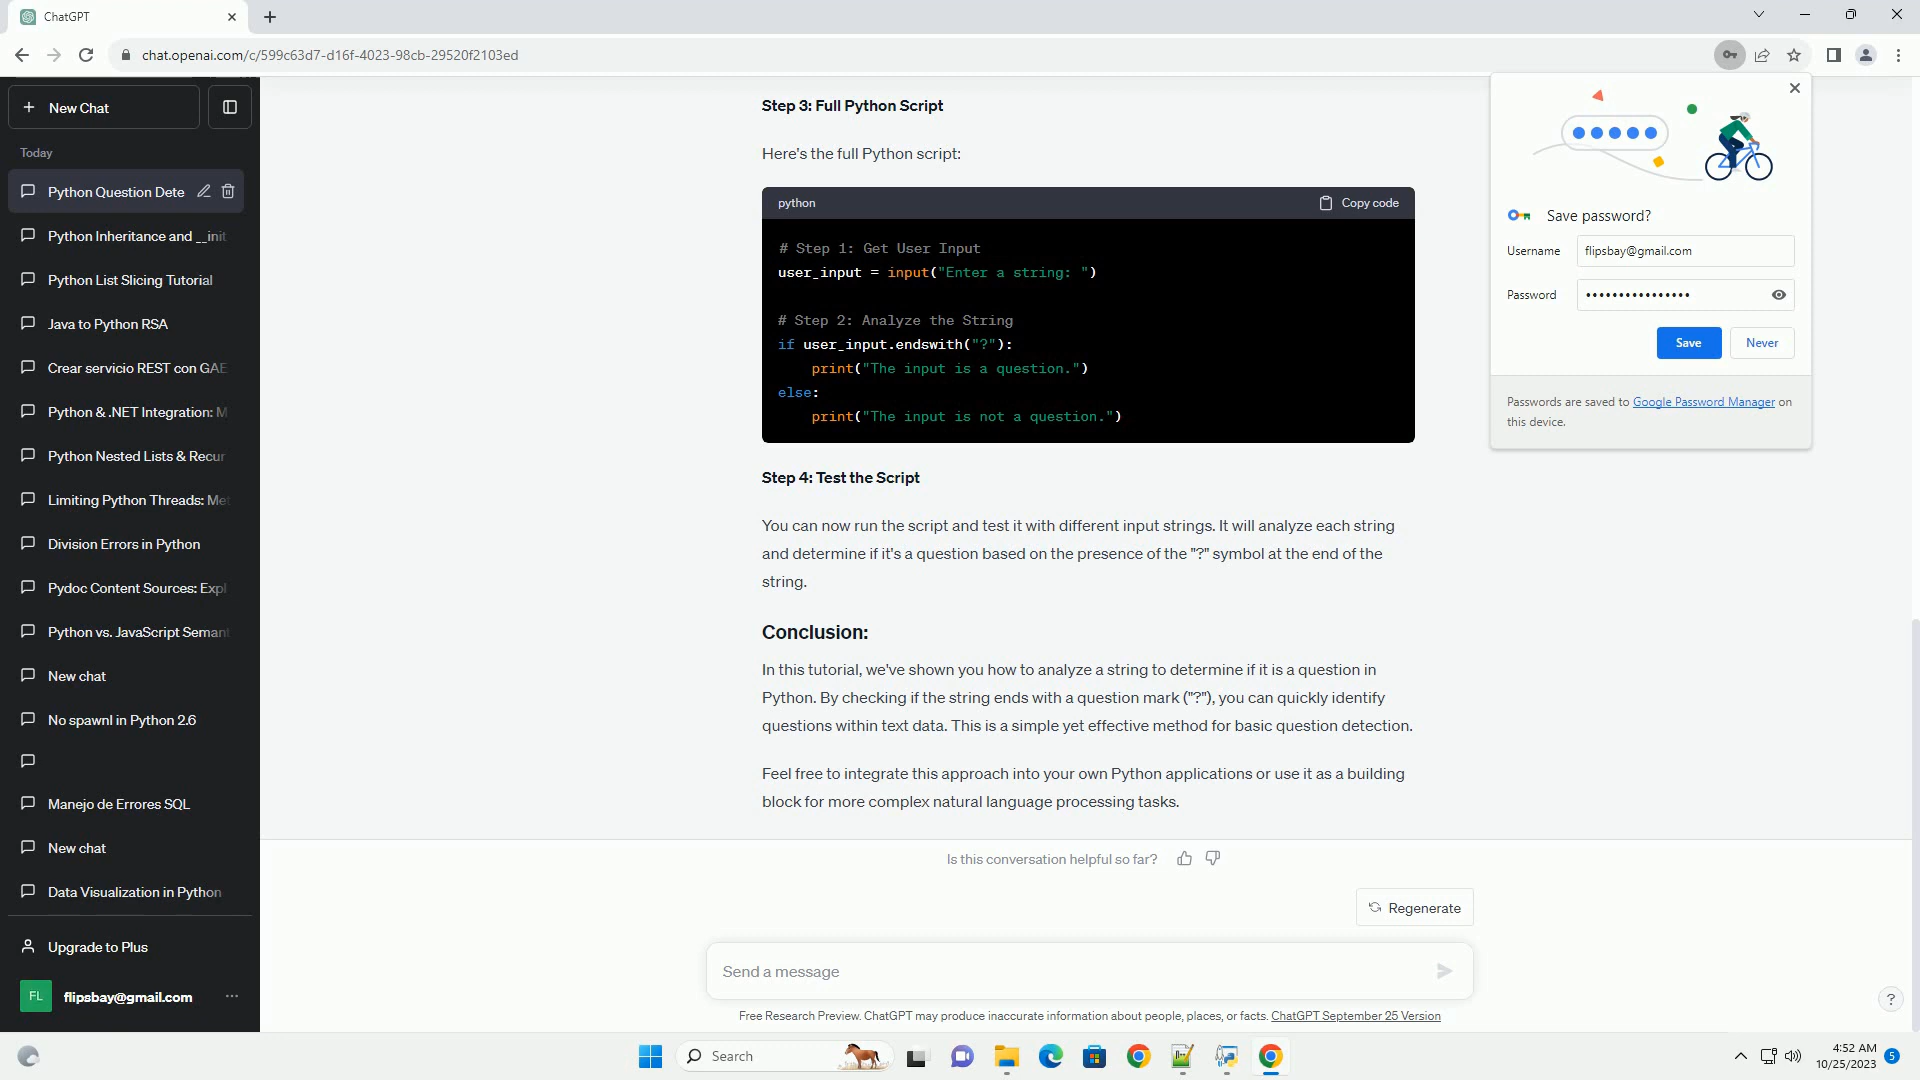 ChatGPT
chat.openai.com/c/599c63d7-d16f-4023-98cb-29520f2103ed
New Chat
Today
Python Question Dete
Python Inheritance and __init
Python List Slicing Tutorial
Java to Python RSA
Crear servicio REST con GAE
Python & .NET Integration: M
Python Nested Lists & Recur
Limiting Python Threads: Met
Division Errors in Python
Pydoc Content Sources: Expl
Python vs. JavaScript Semant
New chat
No spawnl in Python 2.6
Manejo de Errores SQL
New chat
Data Visualization in Python
Upgrade to Plus
FL flipsbay@gmail.com
Step 3: Full Python Script
Here's the full Python script:
python Copy code
# Step 1: Get User Input
user_input = input("Enter a string: ")
# Step 2: Analyze the String
if user_input.endswith("?"):
print("The input is a question.")
else:
print("The input is not a question.")
Step 4: Test the Script
You can now run the script and test it with different input strings. It will analyze each string
and determine if it's a question based on the presence of the "?" symbol at the end of the
string.
Conclusion:
In this tutorial, we've shown you how to analyze a string to determine if it is a question in
Python. By checking if the string ends with a question mark ("?"), you can quickly identify
questions within text data. This is a simple yet effective method for basic question detection.
Feel free to integrate this approach into your own Python applications or use it as a building
block for more complex natural language processing tasks.
Is this conversation helpful so far?
Regenerate
Send a message
Free Research Preview. ChatGPT may produce inaccurate information about people, places, or facts. ChatGPT September 25 Version
?
Save password?
Username flipsbay@gmail.com
Password ••••••••••••••••
Save Never
Passwords are saved to Google Password Manager on
this device.
Search
4:52 AM
10/25/2023
5